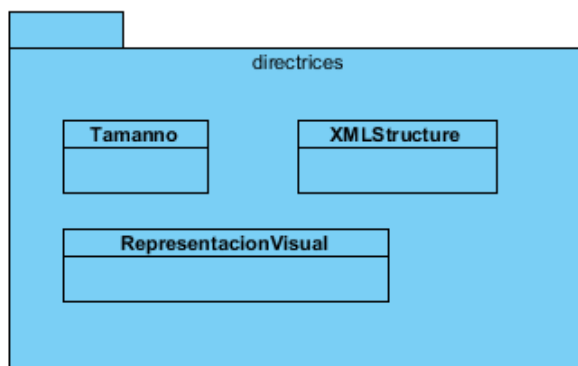 directrices
Tamanno
XMLStructure
RepresentacionVisual